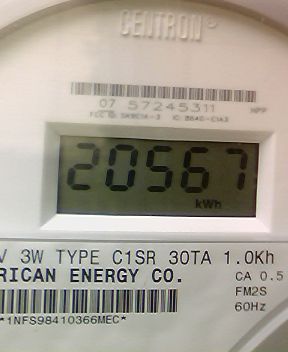 CENTRON®
07 57245311 NPP
20567
kWh
V 3W TYPE C1SR 30TA 1.0Kh
RICAN ENERGY CO. CA 0.5
FM2S
60Hz
*1NFS98410366MEC*